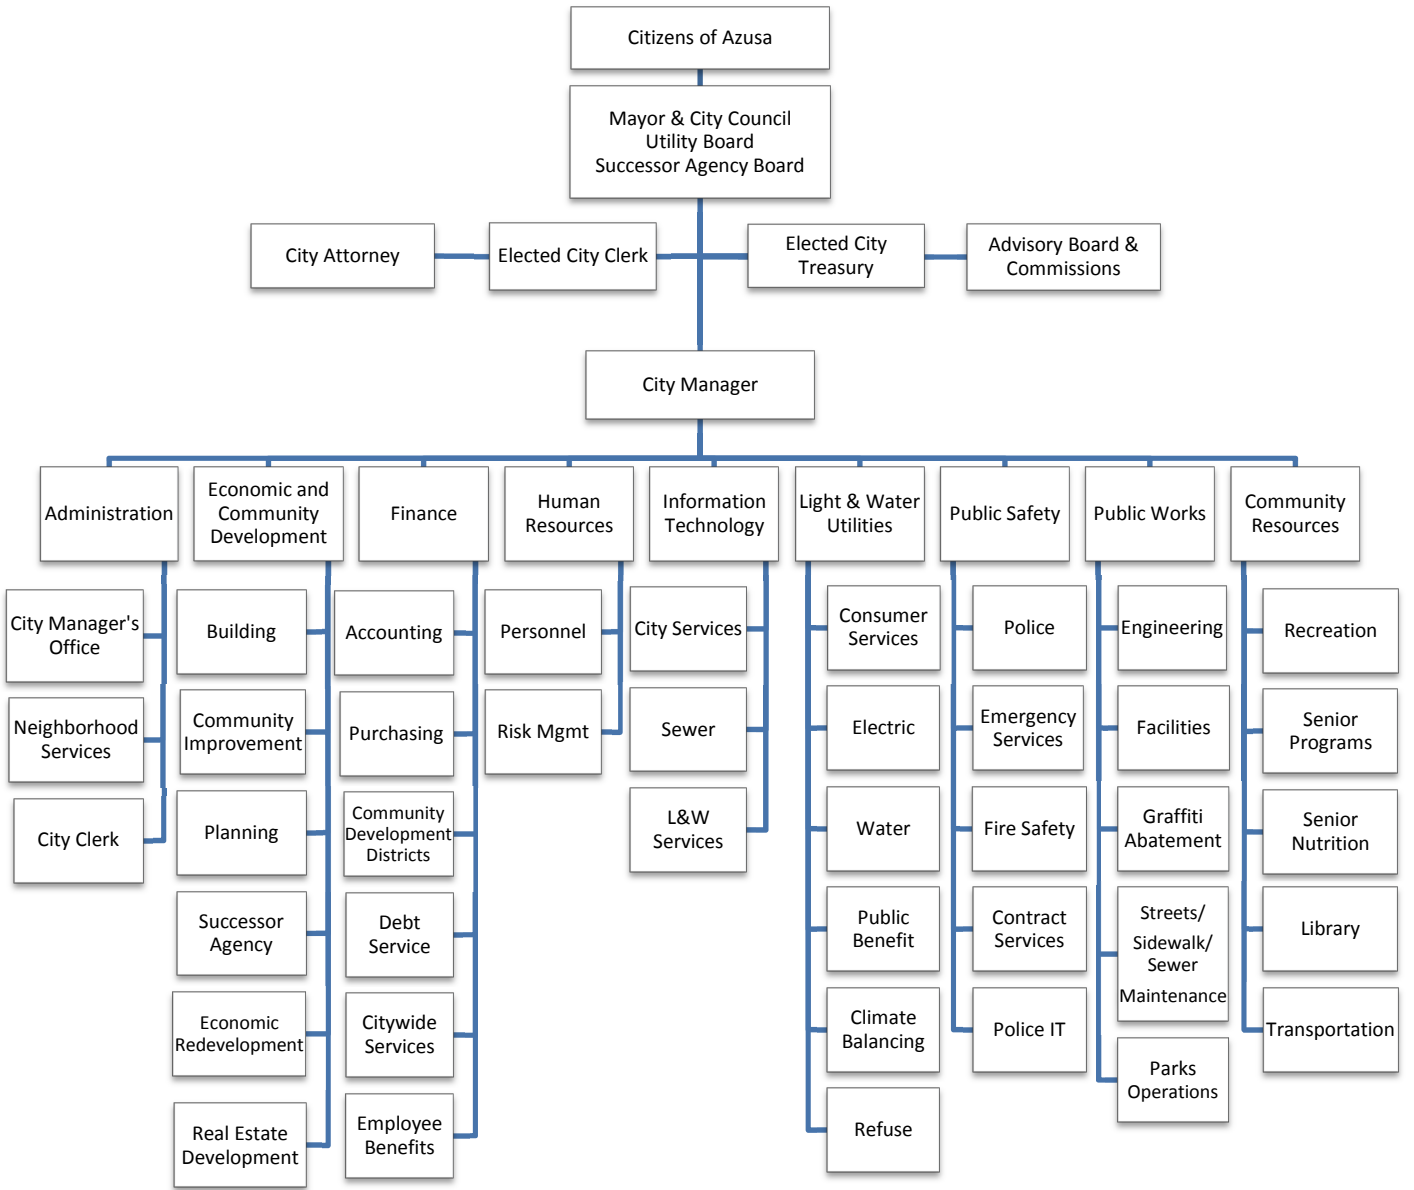 Citizens of Azusa
Mayor & City Council
Utility Board
Successor Agency Board
City Attorney
Elected City Clerk
Elected City
Treasury
Advisory Board &
Commissions
City Manager
Administration
Economic and
Community
Development
Finance
Human
Resources
Information
Technology
Light & Water
Utilities
Public Safety
Public Works
Community
Resources
City Manager's
Office
Neighborhood
Services
City Clerk
Building
Community
Improvement
Planning
Successor
Agency
Economic
Redevelopment
Real Estate
Development
Accounting
Purchasing
Community
Development
Districts
Debt
Service
Citywide
Services
Employee
Benefits
Personnel
Risk Mgmt
City Services
Sewer
L&W
Services
Consumer
Services
Electric
Water
Public
Benefit
Climate
Balancing
Refuse
Police
Emergency
Services
Fire Safety
Contract
Services
Police IT
Engineering
Facilities
Graffiti
Abatement
Streets/
Sidewalk/
Sewer
Maintenance
Parks
Operations
Recreation
Senior
Programs
Senior
Nutrition
Library
Transportation